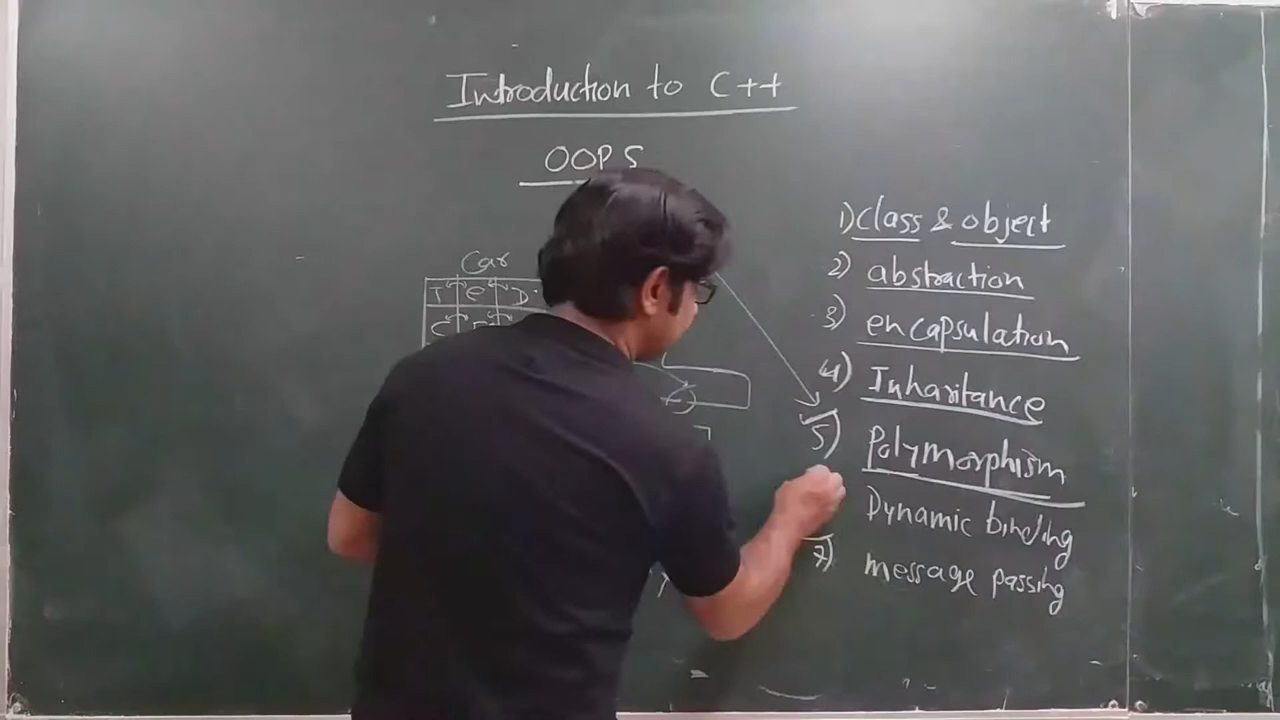 Introduction to C++
OOPS
Car
T C D
1) class & object
2) abstraction
3) encapsulation
4) Inharitance
5) Polymorphism
Dynamic binding
7) message passing